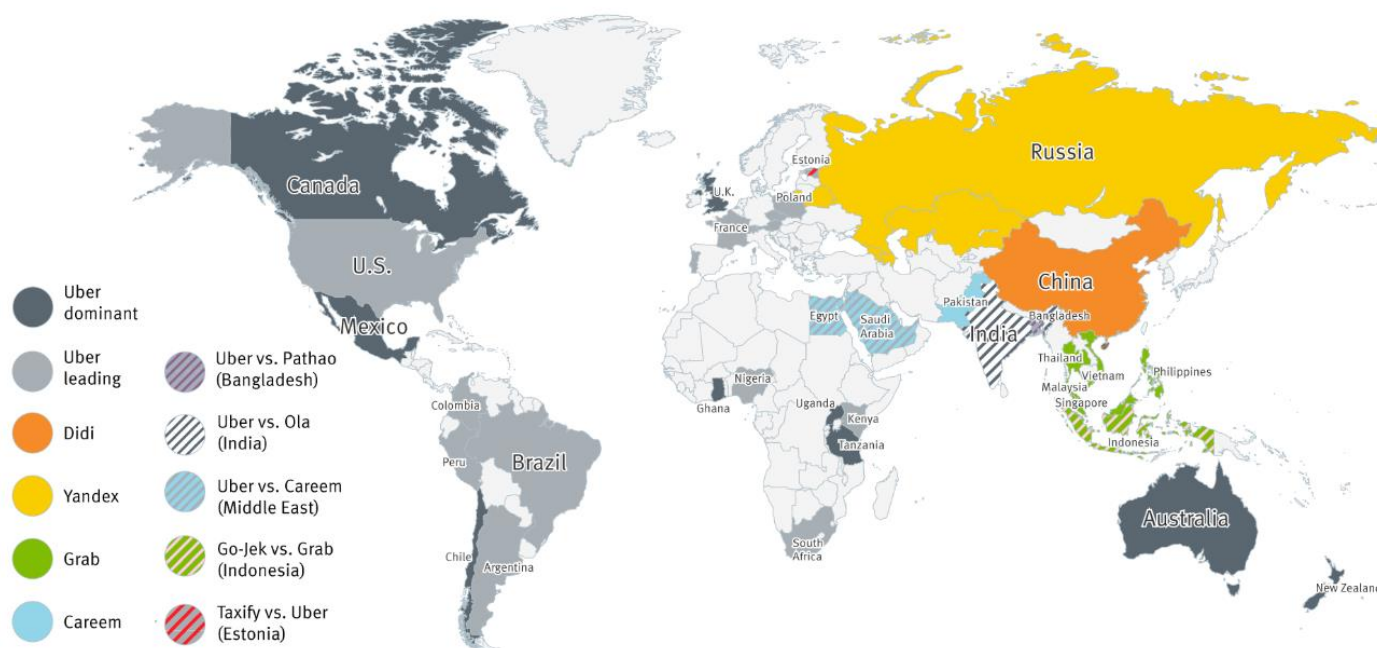 Estonia
Russia
Canada
U.K.
Poland
France
U.S.
China
Pakistan
Mexico
Egypt
Saudi
Arabia
India
Bangladesh
Thailand
Vietnam
Philippines
Malaysia
Singapore
Nigeria
Ghana
Uganda
Kenya
Tanzania
Indonesia
Colombia
Peru
Brazil
Australia
South
Africa
Chile
Argentina
New Zealand
Uber
dominant
Uber
leading
Didi
Yandex
Grab
Careem
Uber vs. Pathao
(Bangladesh)
Uber vs. Ola
(India)
Uber vs. Careem
(Middle East)
Go-Jek vs. Grab
(Indonesia)
Taxify vs. Uber
(Estonia)